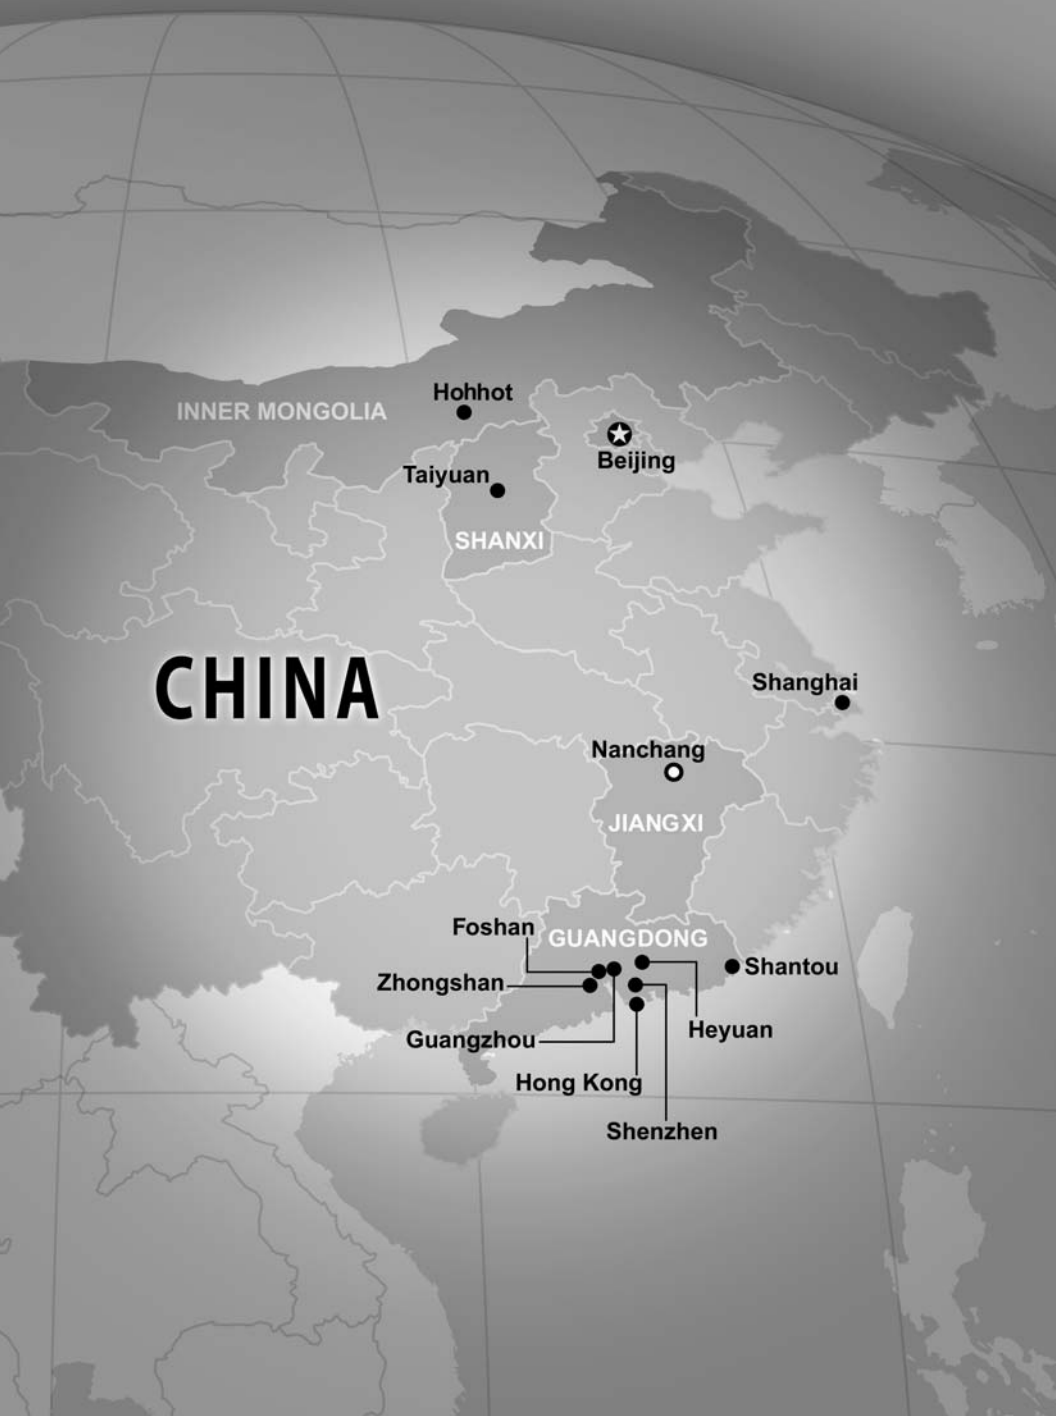 Hohhot
INNER MONGOLIA
Beijing
Taiyuan
SHANXI
CHINA
Shanghai
Nanchang
JIANGXI
Foshan
GUANGDONG
Shantou
Zhongshan
Heyuan
Guangzhou
Hong Kong
Shenzhen